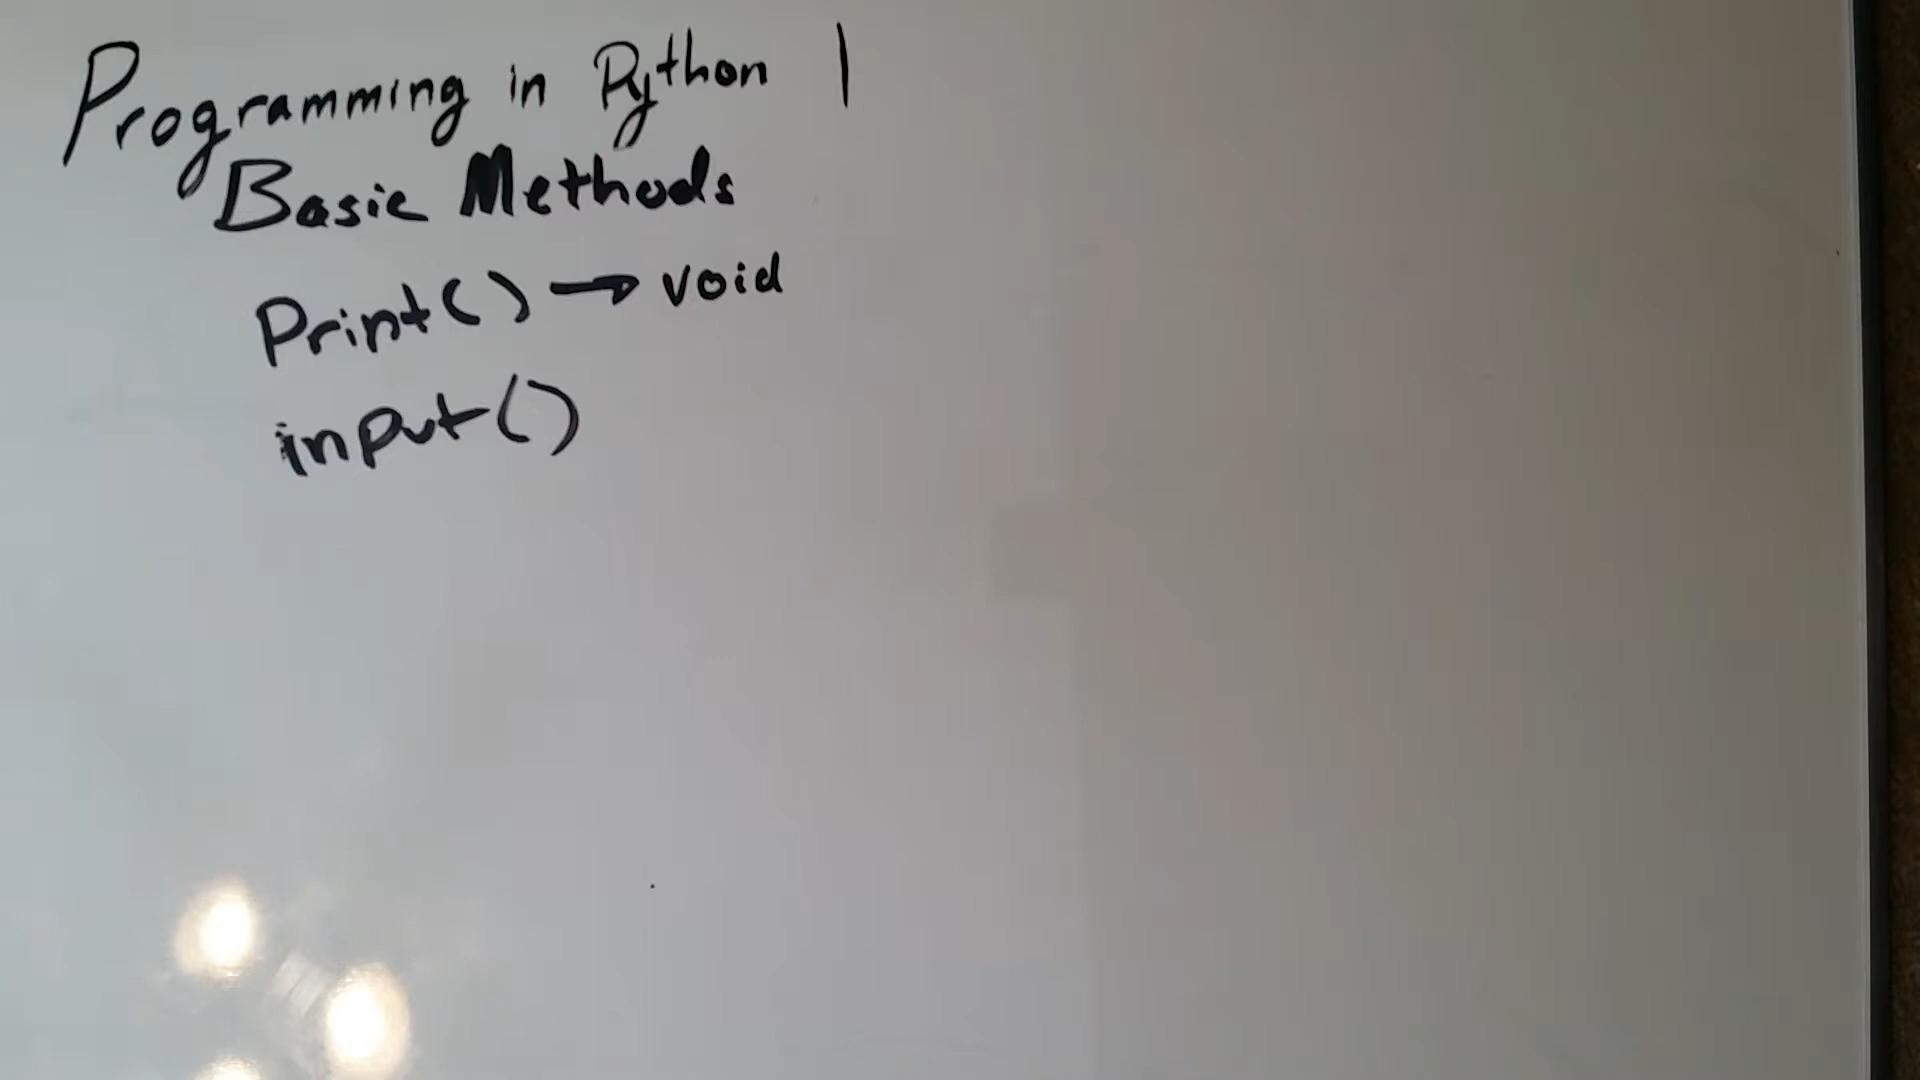 Programming in Python 1
Basic Methods
Print() → void
input()